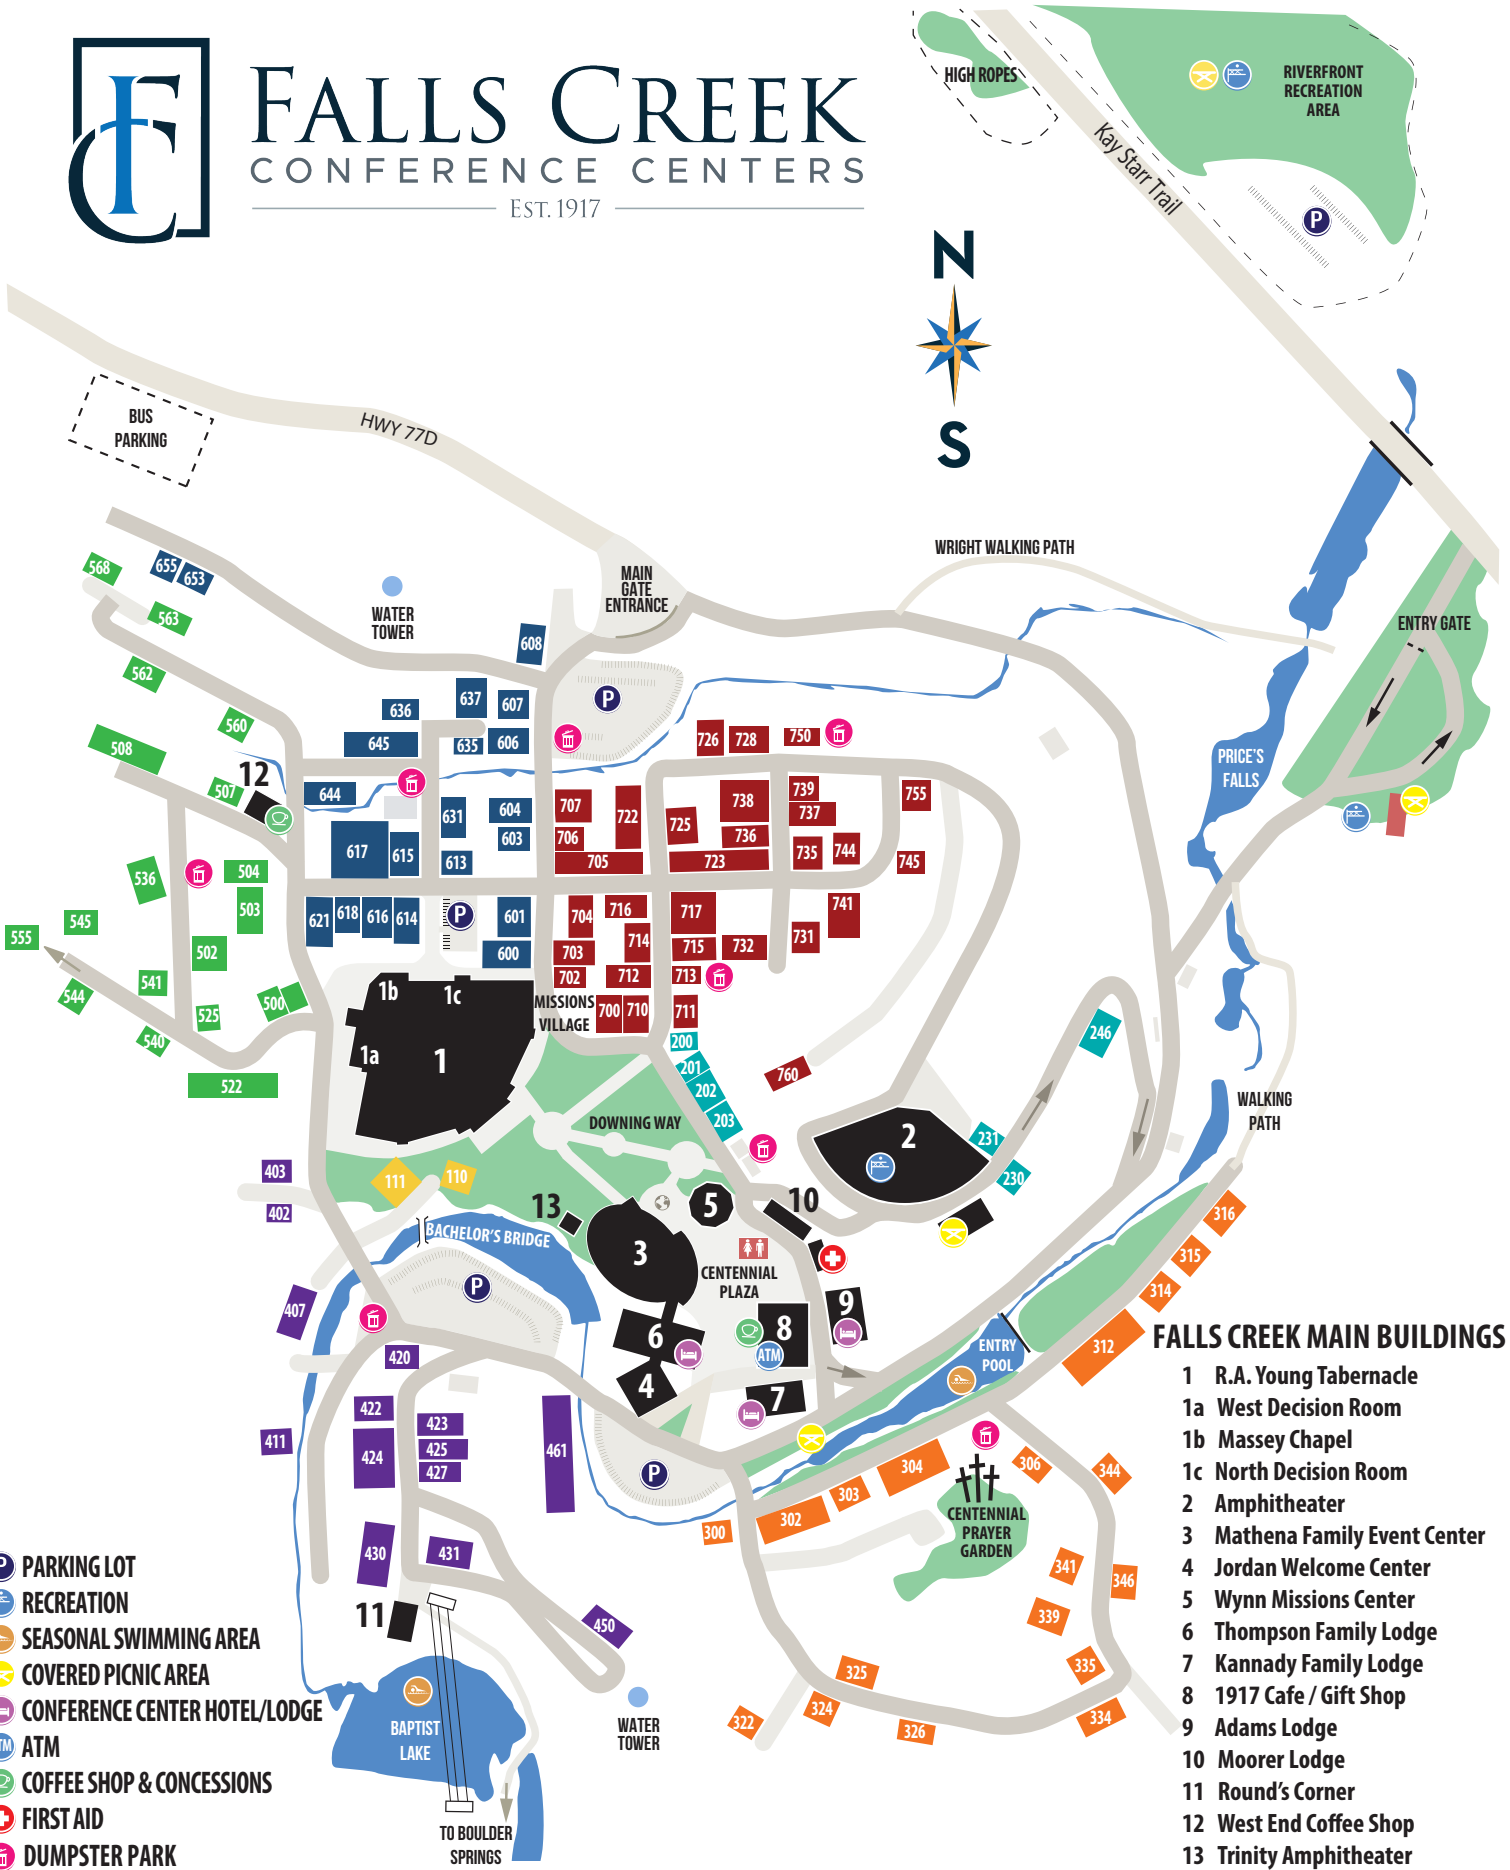 FALLS CREEK
CONFERENCE CENTERS
EST. 1917
HIGH ROPES
RIVERFRONT
RECREATION
AREA
Kay Starr Trail
P
N
S
BUS
PARKING
HWY 77D
WRIGHT WALKING PATH
MAIN
GATE
ENTRANCE
ENTRY GATE
WATER
TOWER
568
655
653
563
608
562
637
607
636
P
560
645
635
606
726
728
750
508
PRICE'S
FALLS
12
507
644
631
604
603
707
706
722
725
738
736
739
737
755
617
615
613
705
723
735
744
745
536
504
503
621
618
616
614
P
601
600
704
716
717
741
545
555
502
703
714
715
732
731
702
712
713
541
544
500
525
540
522
1b
1c
1a
1
MISSIONS
VILLAGE
700
710
711
200
201
202
203
760
246
DOWNING WAY
2
231
230
WALKING
PATH
403
402
111
110
13
5
10
316
BACHELOR'S BRIDGE
3
CENTENNIAL
PLAZA
315
314
407
P
9
8
ATM
6
4
7
ENTRY
POOL
312
420
422
423
424
425
427
411
461
P
304
303
302
300
306
344
CENTENNIAL
PRAYER
GARDEN
341
346
339
335
334
430
431
11
450
325
324
322
326
BAPTIST
LAKE
WATER
TOWER
TO BOULDER
SPRINGS
FALLS CREEK MAIN BUILDINGS
1 R.A. Young Tabernacle
1a West Decision Room
1b Massey Chapel
1c North Decision Room
2 Amphitheater
3 Mathena Family Event Center
4 Jordan Welcome Center
5 Wynn Missions Center
6 Thompson Family Lodge
7 Kannady Family Lodge
8 1917 Cafe / Gift Shop
9 Adams Lodge
10 Moorer Lodge
11 Round's Corner
12 West End Coffee Shop
13 Trinity Amphitheater
P PARKING LOT
RECREATION
SEASONAL SWIMMING AREA
COVERED PICNIC AREA
CONFERENCE CENTER HOTEL/LODGE
ATM ATM
COFFEE SHOP & CONCESSIONS
FIRST AID
DUMPSTER PARK